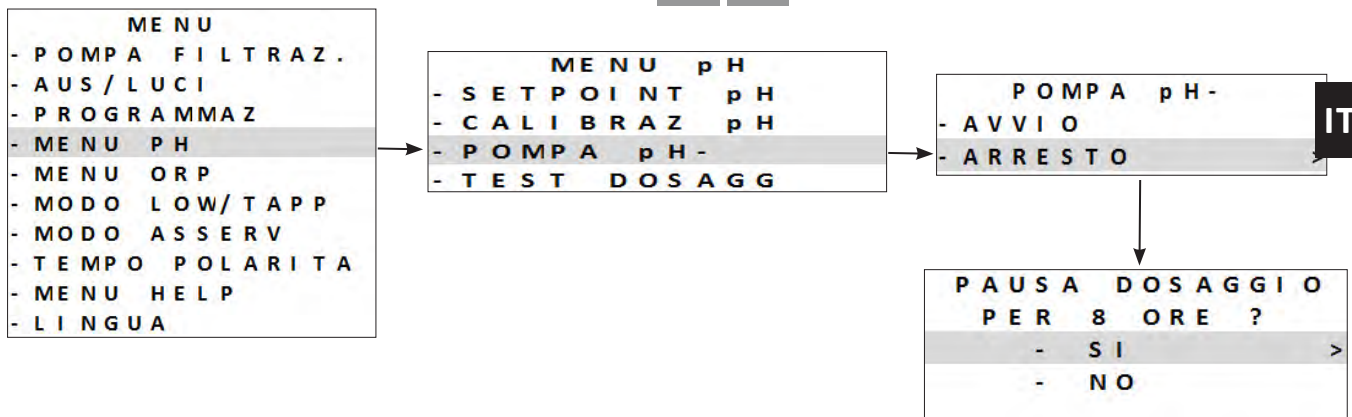 MENU
- POMPA FILTRAZ.
- AUS/LUCI
- PROGRAMMAZ
- MENU PH
- MENU ORP
- MODO LOW/TAPP
- MODO ASSERV
- TEMPO POLARITA
- MENU HELP
- LINGUA
MENU pH
- SETPOINT pH
- CALIBRAZ pH
- POMPA pH-
- TEST DOSAGG
POMPA pH-
- AVVIO
- ARRESTO >
IT
PAUSA DOSAGGIO
PER 8 ORE ?
- SI >
- NO